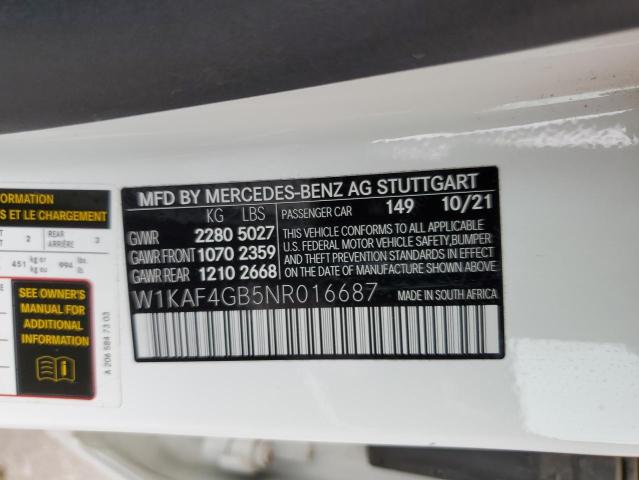 MFD BY MERCEDES-BENZ AG STUTTGART
KG LBS
PASSENGER CAR 149 10/21
GVWR 2280 5027
GAWR FRONT 1070 2359
GAWR REAR 1210 2668
THIS VEHICLE CONFORMS TO ALL APPLICABLE
U.S. FEDERAL MOTOR VEHICLE SAFETY, BUMPER,
AND THEFT PREVENTION STANDARDS IN EFFECT
ON THE DATE OF MANUFACTURE SHOWN ABOVE.
W1KAF4GB5NR016687
MADE IN SOUTH AFRICA
ORMATION
S ET LE CHARGEMENT
2 REAR ARRIÈRE 3
451 kg or 994 lbs.
SEE OWNER'S
MANUAL FOR
ADDITIONAL
INFORMATION
A 206 584 73 03